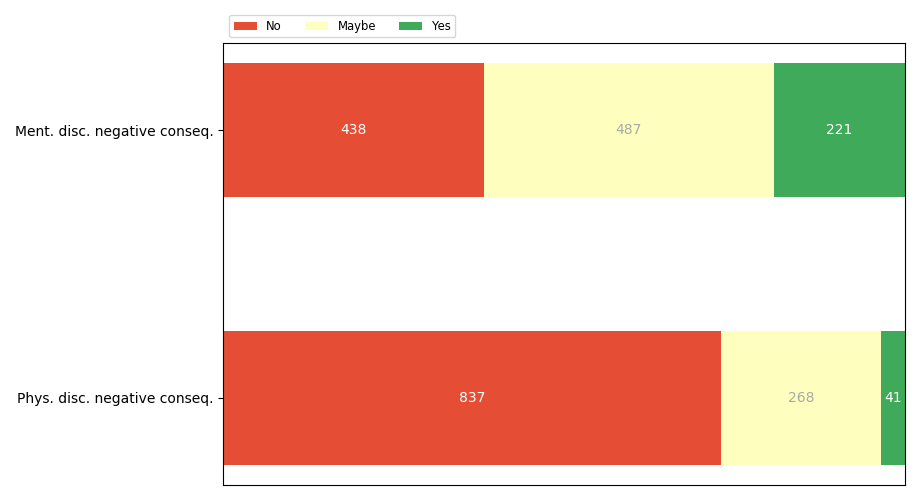 No Maybe Yes
Ment. disc. negative conseq. 438 487 221
Phys. disc. negative conseq. 837 268 41